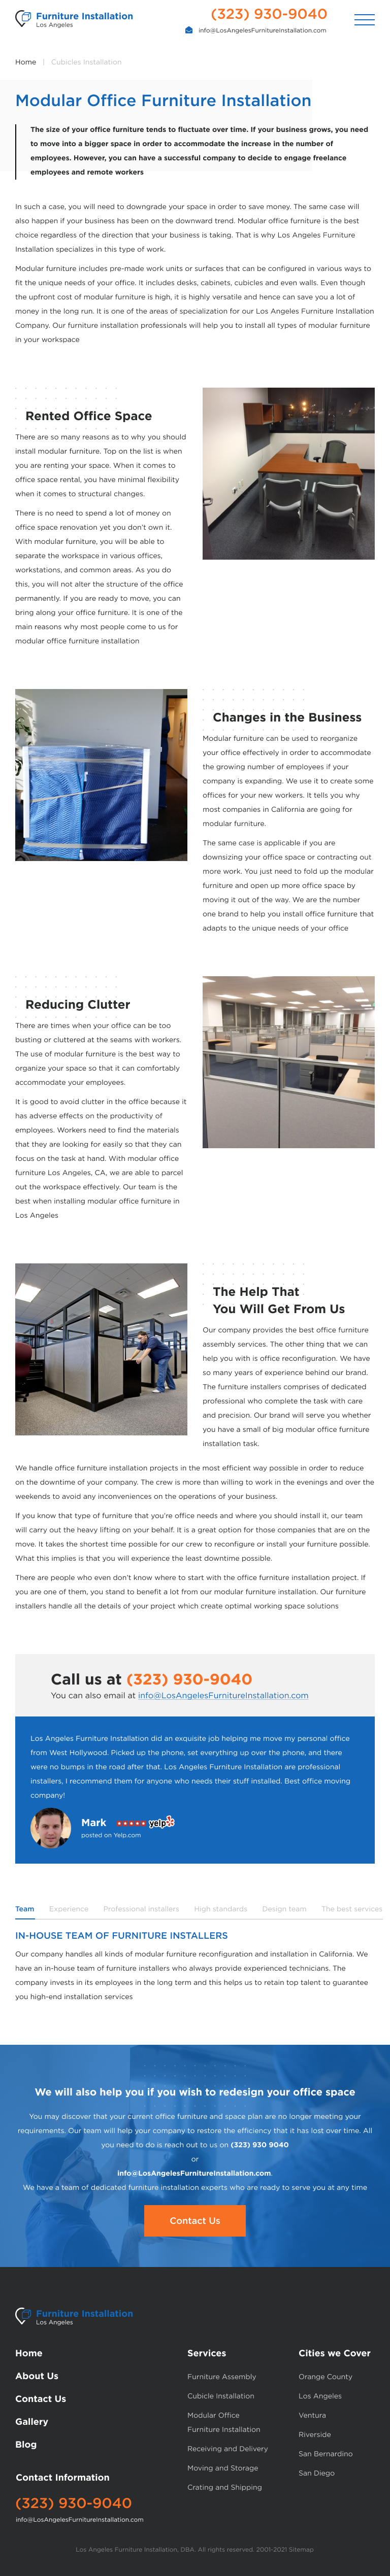 Furniture Installation
Los Angeles
(323) 930-9040
info@LosAngelesFurnitureinstallation.com
Home | Cubicles Installation
Modular Office Furniture Installation
The size of your office furniture tends to fluctuate over time. If your business grows, you need
to move into a bigger space in order to accommodate the increase in the number of
employees. However, you can have a successful company to decide to engage freelance
employees and remote workers
In such a case, you will need to downgrade your space in order to save money. The same case will
also happen if your business has been on the downward trend. Modular office furniture is the best
choice regardless of the direction that your business is taking. That is why Los Angeles Furniture
Installation specializes in this type of work.
Modular furniture includes pre-made work units or surfaces that can be configured in various ways to
fit the unique needs of your office. It includes desks, cabinets, cubicles and even walls. Even though
the upfront cost of modular furniture is high, it is highly versatile and hence can save you a lot of
money in the long run. It is one of the areas of specialization for our Los Angeles Furniture Installation
Company. Our furniture installation professionals will help you to install all types of modular furniture
in your workspace
Rented Office Space
There are so many reasons as to why you should
install modular furniture. Top on the list is when
you are renting your space. When it comes to
office space rental, you have minimal flexibility
when it comes to structural changes.
There is no need to spend a lot of money on
office space renovation yet you don't own it.
With modular furniture, you will be able to
separate the workspace in various offices,
workstations, and common areas. As you do
this, you will not alter the structure of the office
permanently. If you are ready to move, you can
bring along your office furniture. It is one of the
main reasons why most people come to us for
modular office furniture installation
Changes in the Business
Modular furniture can be used to reorganize
your office effectively in order to accommodate
the growing number of employees if your
company is expanding. We use it to create some
offices for your new workers. It tells you why
most companies in California are going for
modular furniture.
The same case is applicable if you are
downsizing your office space or contracting out
more work. You just need to fold up the modular
furniture and open up more office space by
moving it out of the way. We are the number
one brand to help you install office furniture that
adapts to the unique needs of your office
Reducing Clutter
There are times when your office can be too
busting or cluttered at the seams with workers.
The use of modular furniture is the best way to
organize your space so that it can comfortably
accommodate your employees.
It is good to avoid clutter in the office because it
has adverse effects on the productivity of
employees. Workers need to find the materials
that they are looking for easily so that they can
focus on the task at hand. With modular office
furniture Los Angeles, CA, we are able to parcel
out the workspace effectively. Our team is the
best when installing modular office furniture in
Los Angeles
The Help That
You Will Get From Us
Our company provides the best office furniture
assembly services. The other thing that we can
help you with is office reconfiguration. We have
so many years of experience behind our brand.
The furniture installers comprises of dedicated
professional who complete the task with care
and precision. Our brand will serve you whether
you have a small of big modular office furniture
installation task.
We handle office furniture installation projects in the most efficient way possible in order to reduce
on the downtime of your company. The crew is more than willing to work in the evenings and over the
weekends to avoid any inconveniences on the operations of your business.
If you know that type of furniture that you're office needs and where you should install it, our team
will carry out the heavy lifting on your behalf. It is a great option for those companies that are on the
move. It takes the shortest time possible for our crew to reconfigure or install your furniture possible.
What this implies is that you will experience the least downtime possible.
There are people who even don't know where to start with the office furniture installation project. If
you are one of them, you stand to benefit a lot from our modular furniture installation. Our furniture
installers handle all the details of your project which create optimal working space solutions
Call us at (323) 930-9040
You can also email at info@LosAngelesFurnitureInstallation.com
Los Angeles Furniture Installation did an exquisite job helping me move my personal office
from West Hollywood. Picked up the phone, set everything up over the phone, and there
were no bumps in the road after that. Los Angeles Furniture Installation are professional
installers, I recommend them for anyone who needs their stuff installed. Best office moving
company!
Mark
yelp
posted on Yelp.com
Team Experience Professional installers High standards Design team The best services
IN-HOUSE TEAM OF FURNITURE INSTALLERS
Our company handles all kinds of modular furniture reconfiguration and installation in California. We
have an in-house team of furniture installers who always provide experienced technicians. The
company invests in its employees in the long term and this helps us to retain top talent to guarantee
you high-end installation services
We will also help you if you wish to redesign your office space
You may discover that your current office furniture and space plan are no longer meeting your
requirements. Our team will help your company to restore the efficiency that it has lost over time. All
you need to do is reach out to us on (323) 930 9040
or
info@LosAngelesFurnitureInstallation.com.
We have a team of dedicated furniture installation experts who are ready to serve you at any time
Contact Us
Furniture Installation
Los Angeles
Home
About Us
Contact Us
Gallery
Blog
Services
Furniture Assembly
Cubicle Installation
Modular Office
Furniture Installation
Receiving and Delivery
Moving and Storage
Crating and Shipping
Cities we Cover
Orange County
Los Angeles
Ventura
Riverside
San Bernardino
San Diego
Contact Information
(323) 930-9040
info@LosAngelesFurnitureInstallation.com
Los Angeles Furniture Installation. DBA. All rights reserved. 2001-2021 Sitemap